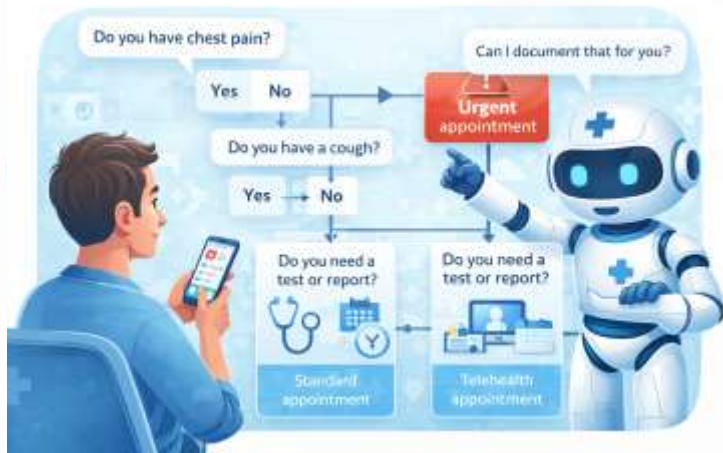 Do you have chest pain?
Can I document that for you?
Yes No
Urgent
appointment
Do you have a cough?
Yes No
Do you need a
test or report?
Do you need a
test or report?
Y
Standard
appointment
Telehealth
appointment